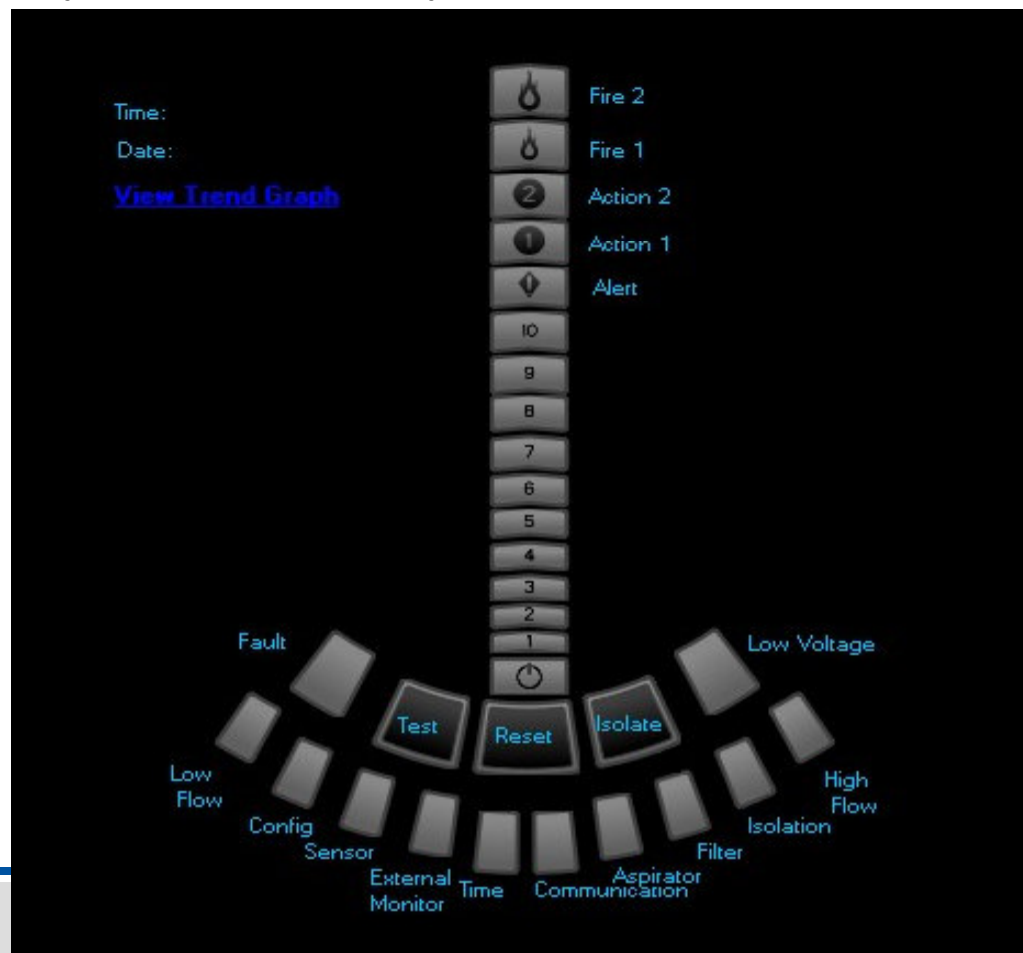 Fire 2
Time:
Fire 1
Date:
View Trend Graph
2
Action 2
1
Action 1
Alert
10
9
8
7
6
5
4
3
2
1
Fault
Low Voltage
Test
Reset
Isolate
Low
Flow
High
Flow
Config
Isolation
Sensor
Filter
External
Monitor
Time
Communication
Aspirator